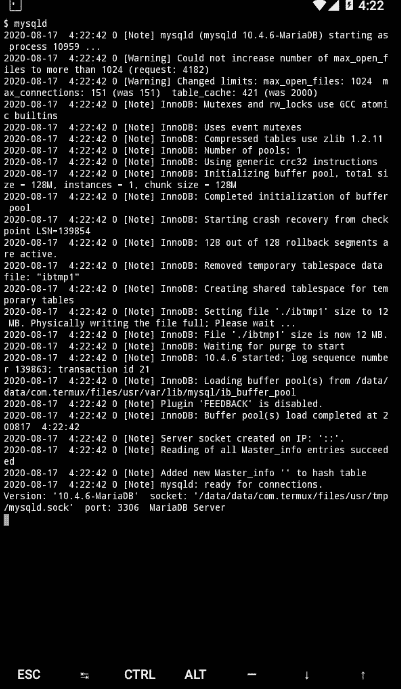 4:22
$ mysqld
2020-08-17  4:22:42 0 [Note] mysqld (mysqld 10.4.6-MariaDB) starting as
 process 10959 ...
2020-08-17  4:22:42 0 [Warning] Could not increase number of max_open_f
iles to more than 1024 (request: 4182)
2020-08-17  4:22:42 0 [Warning] Changed limits: max_open_files: 1024  m
ax_connections: 151 (was 151)  table_cache: 421 (was 2000)
2020-08-17  4:22:42 0 [Note] InnoDB: Mutexes and rw_locks use GCC atomi
c builtins
2020-08-17  4:22:42 0 [Note] InnoDB: Uses event mutexes
2020-08-17  4:22:42 0 [Note] InnoDB: Compressed tables use zlib 1.2.11
2020-08-17  4:22:42 0 [Note] InnoDB: Number of pools: 1
2020-08-17  4:22:42 0 [Note] InnoDB: Using generic crc32 instructions
2020-08-17  4:22:42 0 [Note] InnoDB: Initializing buffer pool, total si
ze = 128M, instances = 1, chunk size = 128M
2020-08-17  4:22:42 0 [Note] InnoDB: Completed initialization of buffer
 pool
2020-08-17  4:22:42 0 [Note] InnoDB: Starting crash recovery from check
point LSN=139854
2020-08-17  4:22:42 0 [Note] InnoDB: 128 out of 128 rollback segments a
re active.
2020-08-17  4:22:42 0 [Note] InnoDB: Removed temporary tablespace data
file: "ibtmp1"
2020-08-17  4:22:42 0 [Note] InnoDB: Creating shared tablespace for tem
porary tables
2020-08-17  4:22:42 0 [Note] InnoDB: Setting file './ibtmp1' size to 12
 MB. Physically writing the file full; Please wait ...
2020-08-17  4:22:42 0 [Note] InnoDB: File './ibtmp1' size is now 12 MB.
2020-08-17  4:22:42 0 [Note] InnoDB: Waiting for purge to start
2020-08-17  4:22:42 0 [Note] InnoDB: 10.4.6 started; log sequence numbe
r 139863; transaction id 21
2020-08-17  4:22:42 0 [Note] InnoDB: Loading buffer pool(s) from /data/
data/com.termux/files/usr/var/lib/mysql/ib_buffer_pool
2020-08-17  4:22:42 0 [Note] Plugin 'FEEDBACK' is disabled.
2020-08-17  4:22:42 0 [Note] InnoDB: Buffer pool(s) load completed at 2
00817  4:22:42
2020-08-17  4:22:42 0 [Note] Server socket created on IP: '::'.
2020-08-17  4:22:42 0 [Note] Reading of all Master_info entries succeed
ed
2020-08-17  4:22:42 0 [Note] Added new Master_info '' to hash table
2020-08-17  4:22:42 0 [Note] mysqld: ready for connections.
Version: '10.4.6-MariaDB'  socket: '/data/data/com.termux/files/usr/tmp
/mysqld.sock'  port: 3306  MariaDB Server
ESC ⇆ CTRL ALT — ↓ ↑